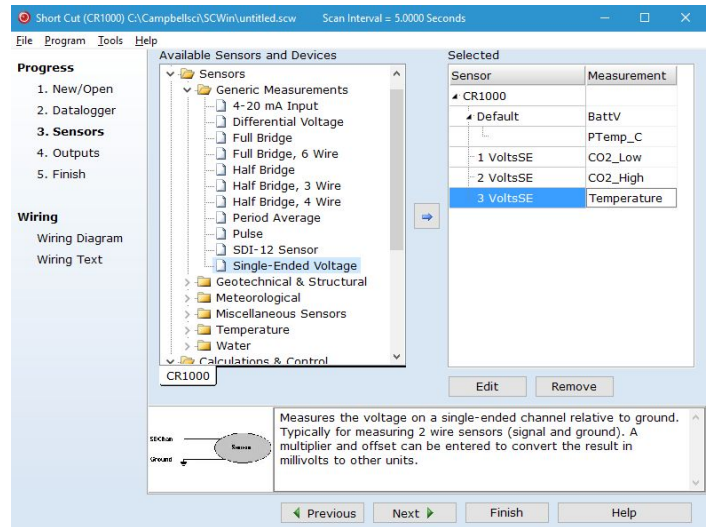 Short Cut (CR1000) C:\Campbellsci\SCWin\untitled.scw Scan Interval = 5.0000 Seconds
File Program Tools Help
Progress
1. New/Open
2. Datalogger
3. Sensors
4. Outputs
5. Finish
Wiring
Wiring Diagram
Wiring Text
Available Sensors and Devices
Sensors
Generic Measurements
4-20 mA Input
Differential Voltage
Full Bridge
Full Bridge, 6 Wire
Half Bridge
Half Bridge, 3 Wire
Half Bridge, 4 Wire
Period Average
Pulse
SDI-12 Sensor
Single-Ended Voltage
Geotechnical & Structural
Meteorological
Miscellaneous Sensors
Temperature
Water
Calculations & Control
CR1000
Selected
Sensor Measurement
CR1000
Default BattV
PTemp_C
1 VoltsSE CO2_Low
2 VoltsSE CO2_High
3 VoltsSE Temperature
Edit Remove
Sensor
Ground
Measures the voltage on a single-ended channel relative to ground.
Typically for measuring 2 wire sensors (signal and ground). A
multiplier and offset can be entered to convert the result in
millivolts to other units.
Previous Next Finish Help